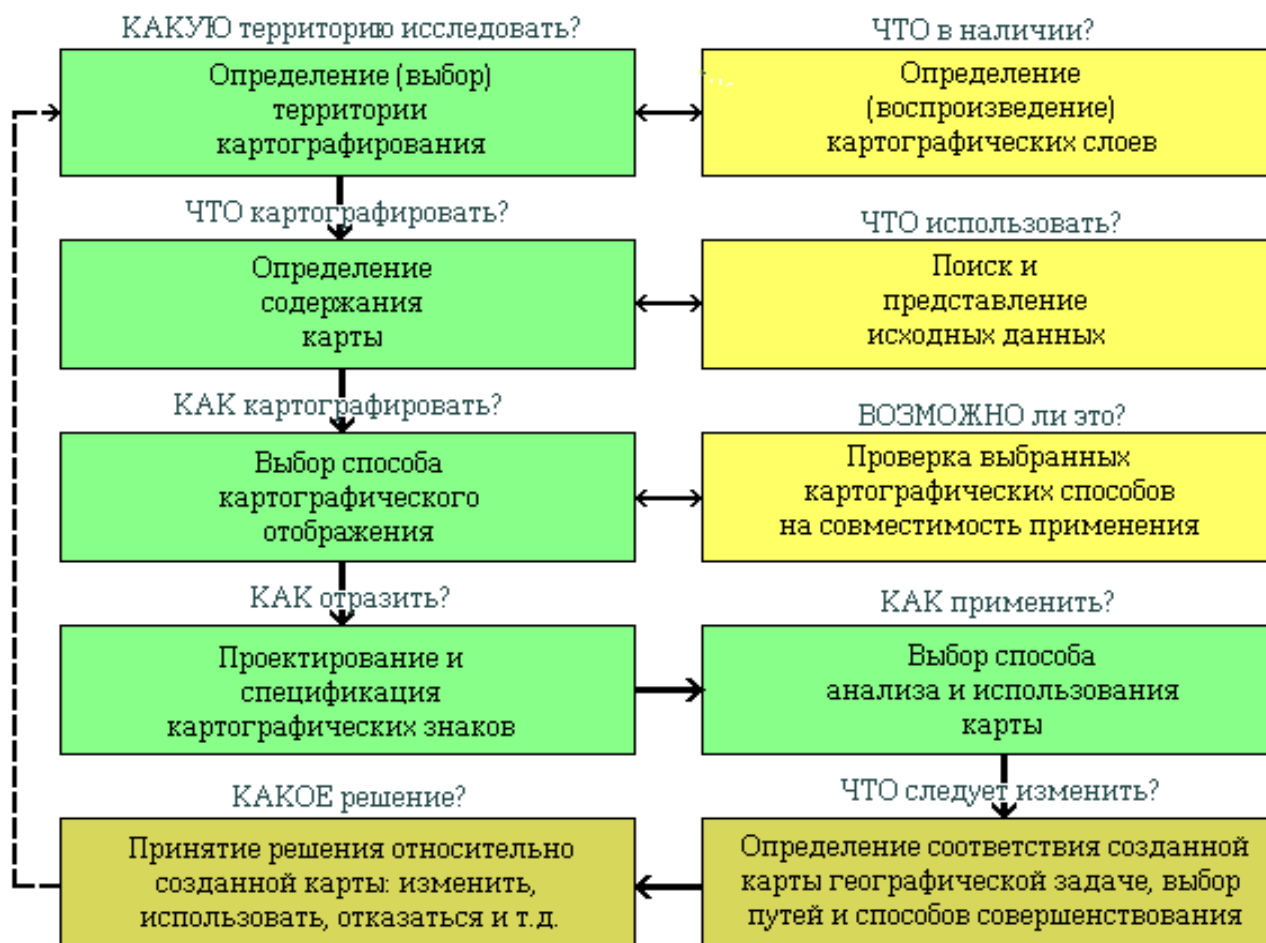 КАКУЮ территорию исследовать?
Определение (выбор)
территории
картографирования
ЧТО в наличии?
Определение
(воспроизведение)
картографических слоев
ЧТО картографировать?
Определение
содержания
карты
ЧТО использовать?
Поиск и
представление
исходных данных
КАК картографировать?
Выбор способа
картографического
отображения
ВОЗМОЖНО ли это?
Проверка выбранных
картографических способов
на совместимость применения
КАК отразить?
Проектирование и
спецификация
картографических знаков
КАК применить?
Выбор способа
анализа и использования
карты
ЧТО следует изменить?
Определение соответствия созданной
карты географической задаче, выбор
путей и способов совершенствования
КАКОЕ решение?
Принятие решения относительно
созданной карты: изменить,
использовать, отказаться и т.д.